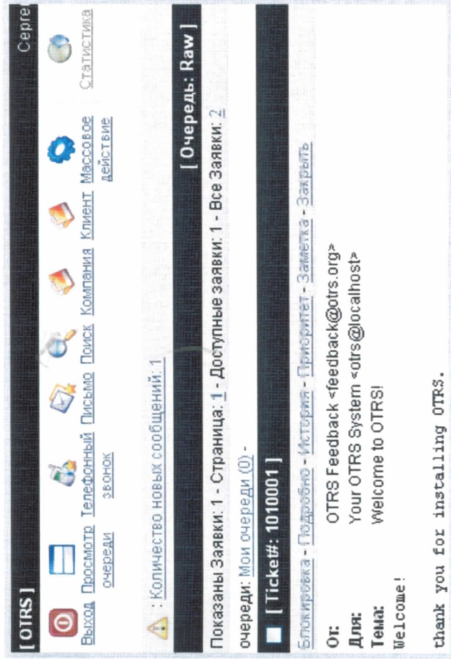 [ OTRS ] Серге
Выход Просмотр очереди Телефонный звонок Письмо Поиск Компания Клиент Массовое действие Статистика
: Количество новых сообщений: 1
[ Очередь: Raw ]
Показаны Заявки: 1 - Страница: 1 - Доступные заявки: 1 - Все Заявки: 2
очереди: Мои очереди (0) -
[ Ticket#: 1010001 ]
Блокировка - Подробно - История - Приоритет - Заметка - Закрыть
От: OTRS Feedback <feedback@otrs.org>
Для: Your OTRS System <otrs@localhost>
Тема: Welcome to OTRS!
Welcome!
thank you for installing OTRS.